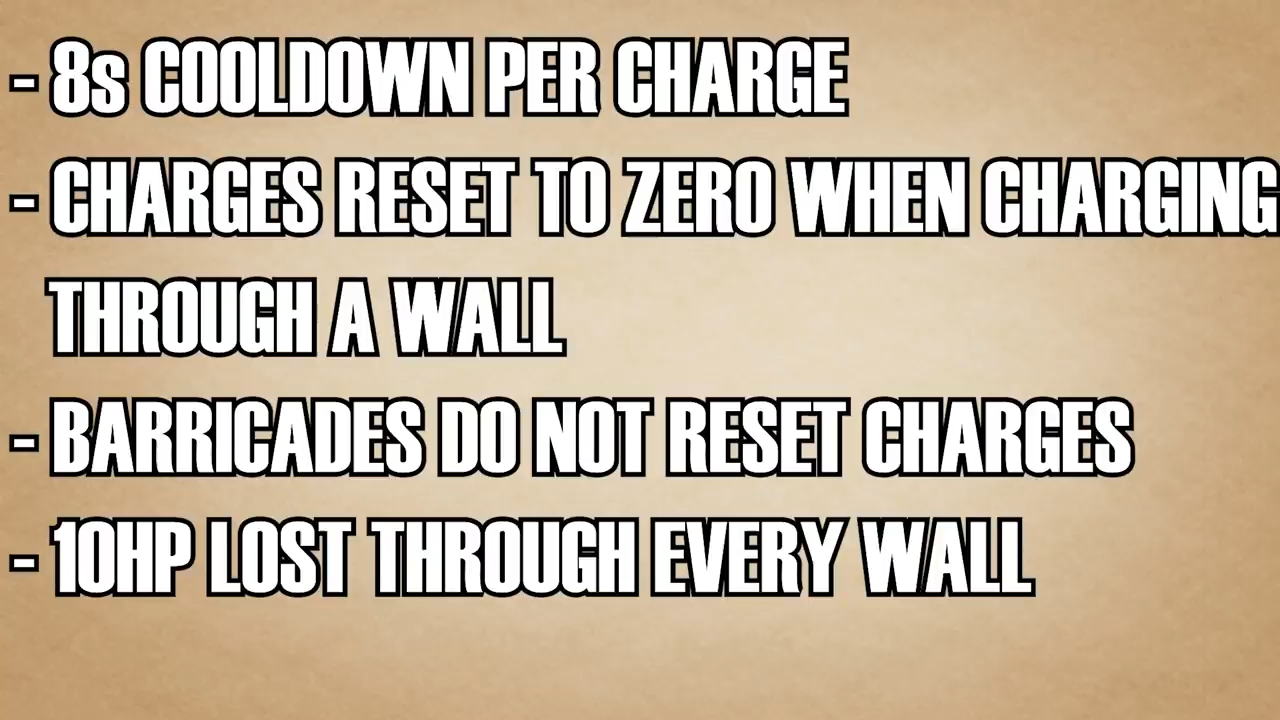 - 8s COOLDOWN PER CHARGE
- CHARGES RESET TO ZERO WHEN CHARGING
THROUGH A WALL
- BARRICADES DO NOT RESET CHARGES
- 10HP LOST THROUGH EVERY WALL